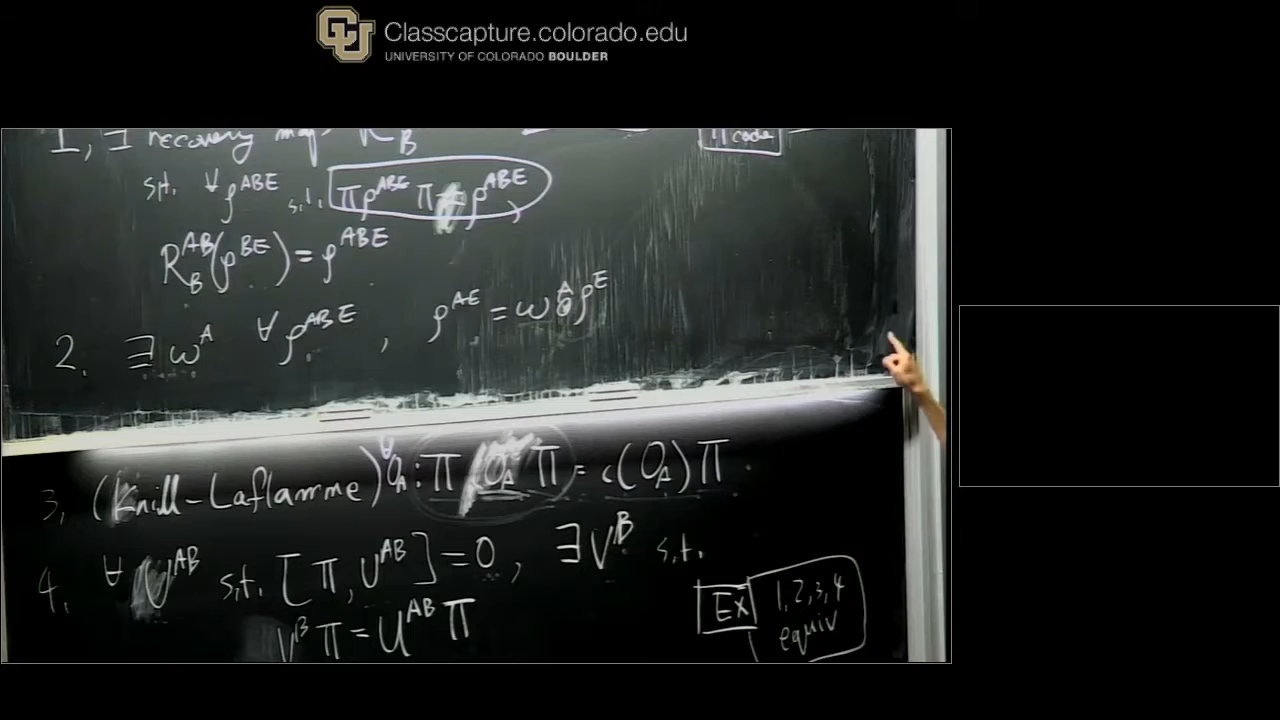 CU Classcapture.colorado.edu
UNIVERSITY OF COLORADO BOULDER
1, ∃ recovery map R_B
Π code
s.t. ∀ ρ^{ABE} s.t. Πρ^{ABE} Π = ρ^{ABE},
R_B^{AB}(ρ^{BE}) = ρ^{ABE}
2. ∃ ω^A ∀ ρ^{ABE}, ρ^{AE} = ω^A ⊗ ρ^E
3, (Knill-Laflamme) ∀O_A: Π O_A Π = c(O_A) Π.
4. ∀ U^{AB} s.t. [Π, U^{AB}] = 0, ∃ V^B s.t.
V^B Π = U^{AB} Π
Ex 1,2,3,4
equiv